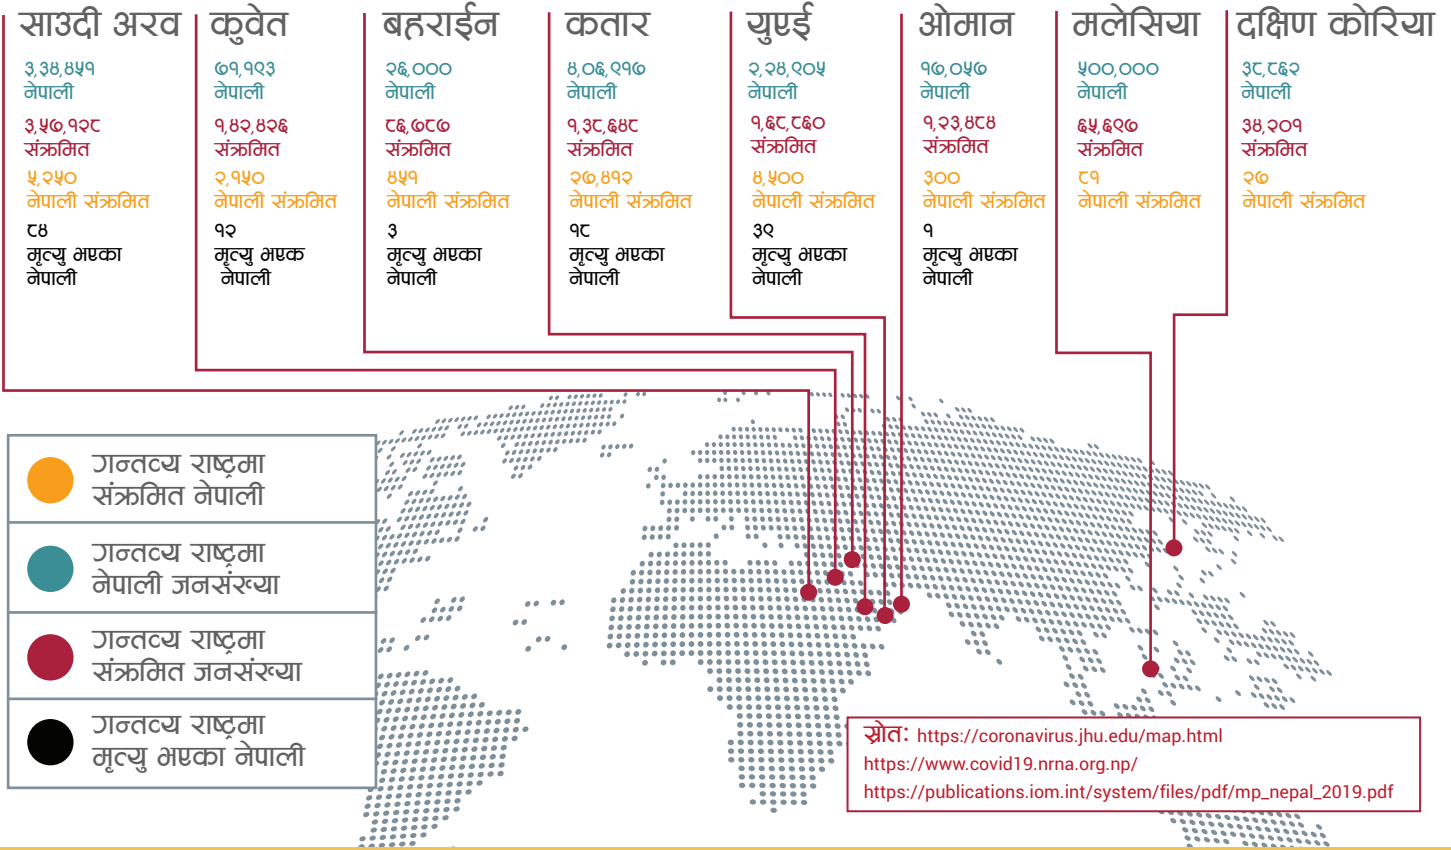 साउदी अरव
३,३४,४५१
नेपाली
३,५७,१२८
संक्रमित
५,२५०
नेपाली संक्रमित
८४
मृत्यु भएका
नेपाली
कुवेत
७१,१९३
नेपाली
१,४२,४२६
संक्रमित
२,१५०
नेपाली संक्रमित
१२
मृत्यु भएक
नेपाली
बहराईन
२६,०००
नेपाली
८६,७८७
संक्रमित
४५१
नेपाली संक्रमित
३
मृत्यु भएका
नेपाली
कतार
४,०६,९१७
नेपाली
१,३८,६४८
संक्रमित
२७,४१२
नेपाली संक्रमित
१८
मृत्यु भएका
नेपाली
युएई
२,२४,९०५
नेपाली
१,६८,८६०
संक्रमित
४,५००
नेपाली संक्रमित
३९
मृत्यु भएका
नेपाली
ओमान
१७,०५७
नेपाली
१,२३,४८४
संक्रमित
३००
नेपाली संक्रमित
१
मृत्यु भएका
नेपाली
मलेसिया
५००,०००
नेपाली
६५,६९७
संक्रमित
८१
नेपाली संक्रमित
दक्षिण कोरिया
३८,८६२
नेपाली
३४,२०१
संक्रमित
२७
नेपाली संक्रमित
गन्तव्य राष्ट्रमा
संक्रमित नेपाली
गन्तव्य राष्ट्रमा
नेपाली जनसंख्या
गन्तव्य राष्ट्रमा
संक्रमित जनसंख्या
गन्तव्य राष्ट्रमा
मृत्यु भएका नेपाली
स्रोत: https://coronavirus.jhu.edu/map.html
https://www.covid19.nrna.org.np/
https://publications.iom.int/system/files/pdf/mp_nepal_2019.pdf